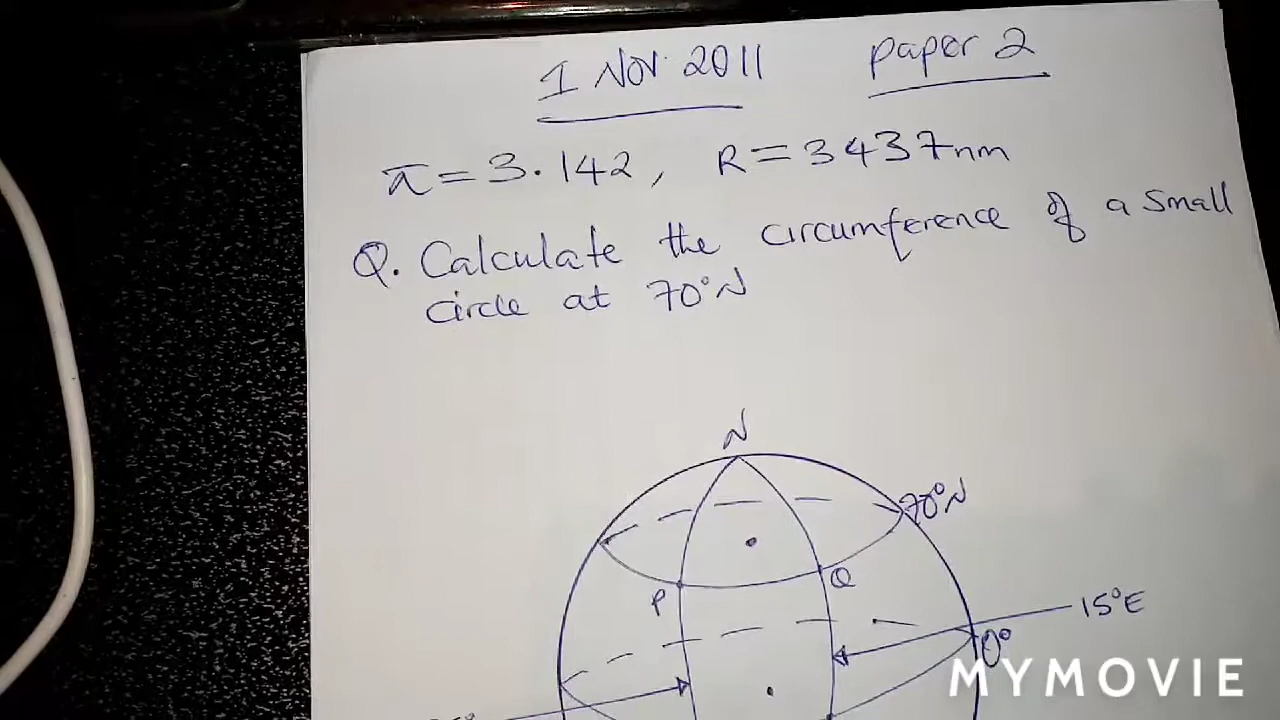 1 Nov. 2011 paper 2
π = 3.142, R = 3437nm
Q. Calculate the circumference of a small
circle at 70°N
N
70°N
P
Q
15°E
0°
MYMOVIE